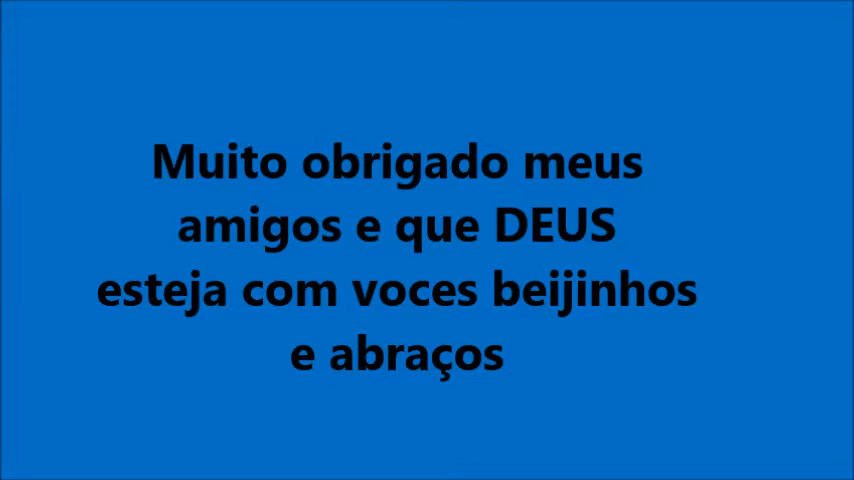 Muito obrigado meus
amigos e que DEUS
esteja com voces beijinhos
e abraços